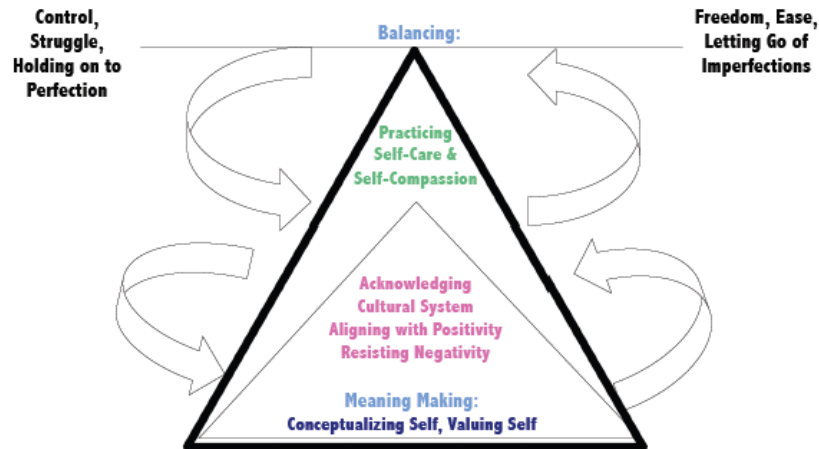 Control,
Struggle,
Holding on to
Perfection
Balancing:
Freedom, Ease,
Letting Go of
Imperfections
Practicing
Self-Care &
Self-Compassion
Acknowledging
Cultural System
Aligning with Positivity
Resisting Negativity
Meaning Making:
Conceptualizing Self, Valuing Self